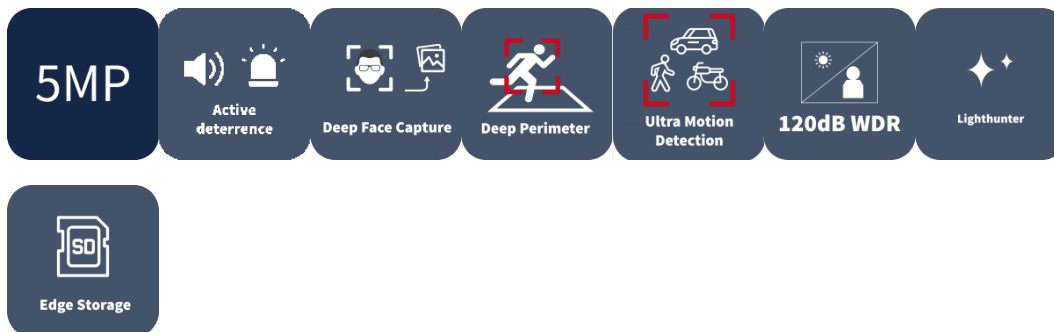 5MP
Active
deterrence
Deep Face Capture
Deep Perimeter
Ultra Motion
Detection
120dB WDR
Lighthunter
SD
Edge Storage